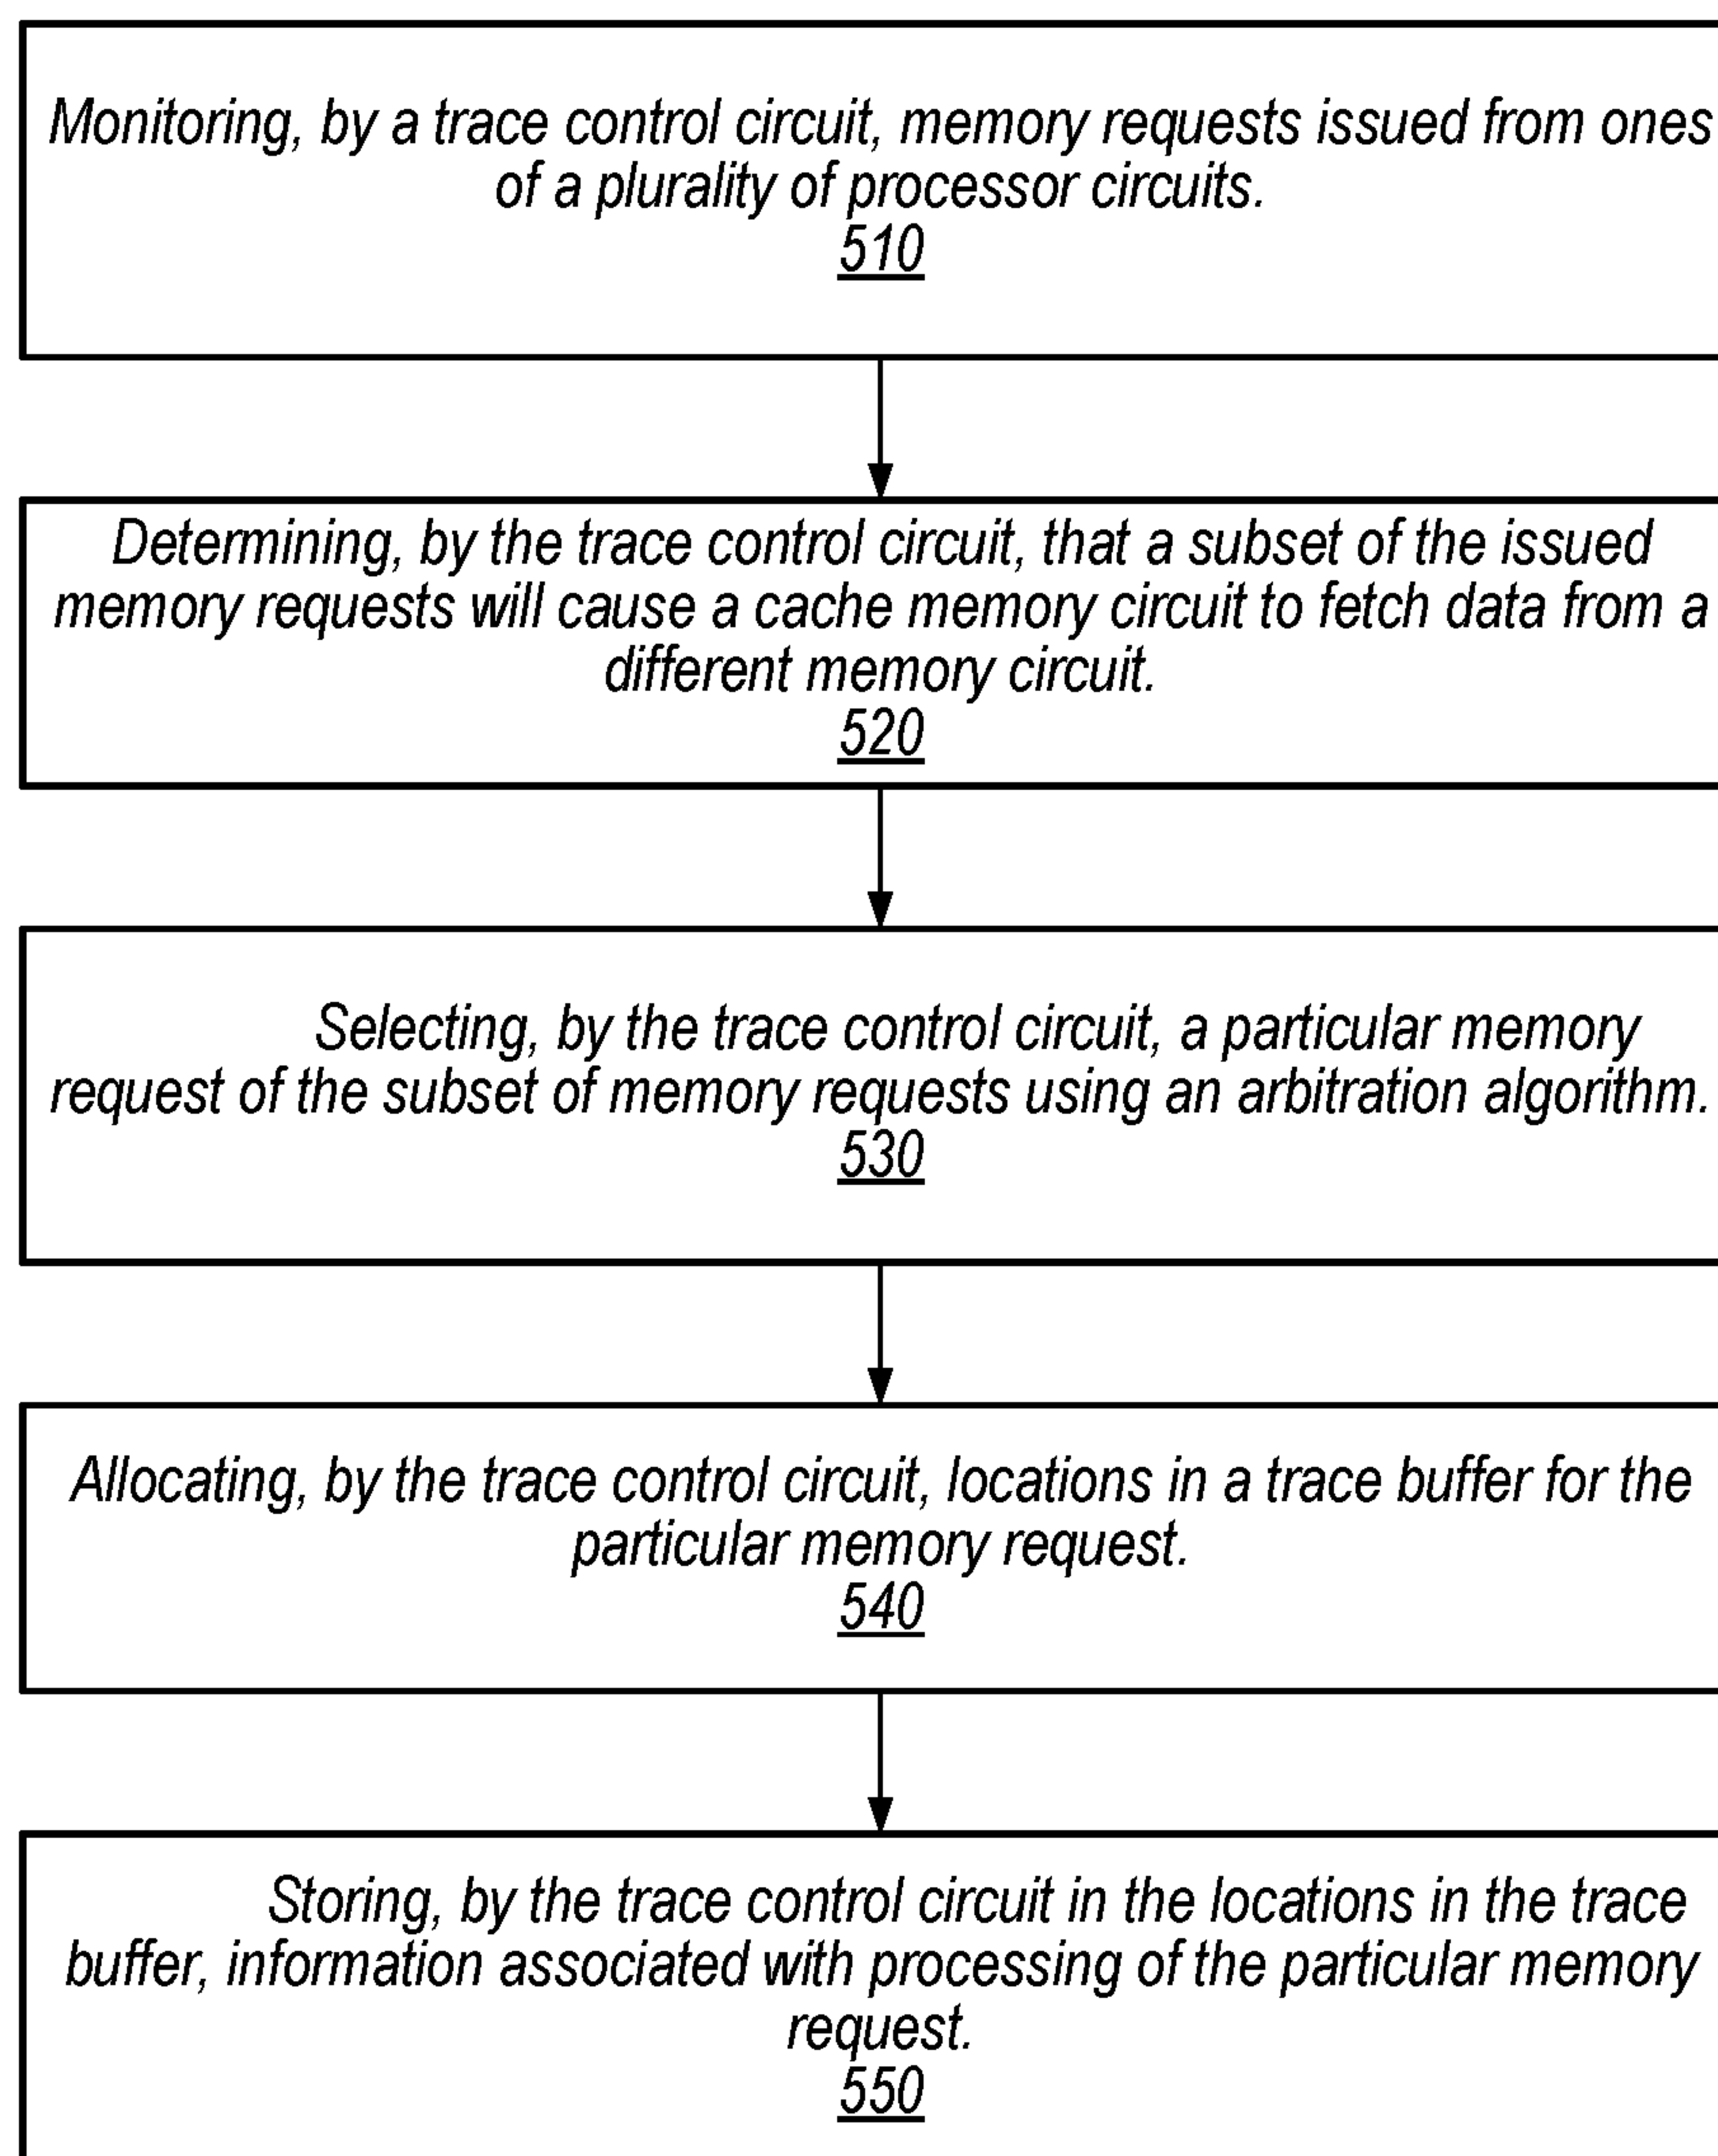 Monitoring, by a trace control circuit, memory requests issued from ones
of a plurality of processor circuits.
510
Determining, by the trace control circuit, that a subset of the issued
memory requests will cause a cache memory circuit to fetch data from a
different memory circuit.
520
Selecting, by the trace control circuit, a particular memory
request of the subset of memory requests using an arbitration algorithm.
530
Allocating, by the trace control circuit, locations in a trace buffer for the
particular memory request.
540
Storing, by the trace control circuit in the locations in the trace
buffer, information associated with processing of the particular memory
request.
550